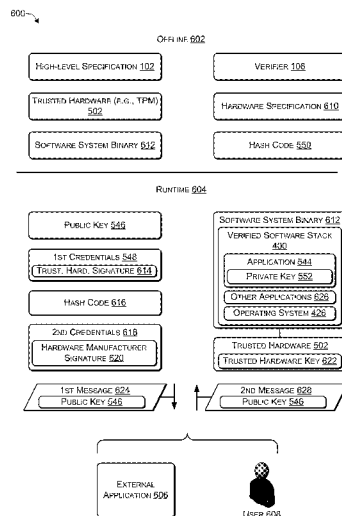 600
OFFLINE 602
HIGH-LEVEL SPECIFICATION 102
VERIFIER 106
TRUSTED HARDWARE (E.G., TPM)
502
HARDWARE SPECIFICATION 610
SOFTWARE SYSTEM BINARY 612
HASH CODE 550
RUNTIME 604
PUBLIC KEY 546
1ST CREDENTIALS 548
TRUST. HARD. SIGNATURE 614
HASH CODE 616
2ND CREDENTIALS 618
HARDWARE MANUFACTURER
SIGNATURE 620
SOFTWARE SYSTEM BINARY 612
VERIFIED SOFTWARE STACK
400
APPLICATION 544
PRIVATE KEY 552
OTHER APPLICATIONS 626
OPERATING SYSTEM 426
TRUSTED HARDWARE 502
TRUSTED HARDWARE KEY 622
1ST MESSAGE 624
PUBLIC KEY 546
2ND MESSAGE 628
PUBLIC KEY 546
EXTERNAL
APPLICATION 606
USER 608